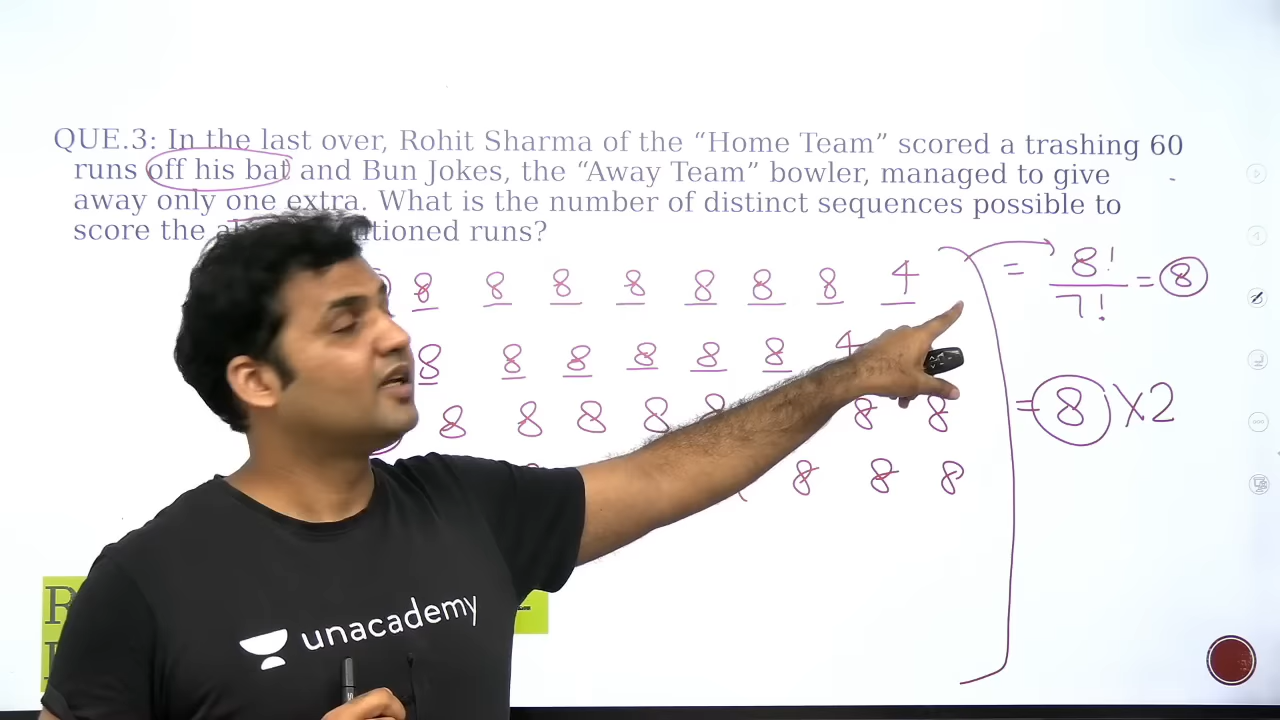 QUE.3: In the last over, Rohit Sharma of the “Home Team” scored a trashing 60
runs off his bat and Bun Jokes, the “Away Team” bowler, managed to give
away only one extra. What is the number of distinct sequences possible to
score the runs?
8 8 8 8 8 8 8 4 = 8! / 7! = 8
8 8 8 8 8 8 4
8 8 8 8 8 8 8 = 8 X 2
8 8 8
unacademy